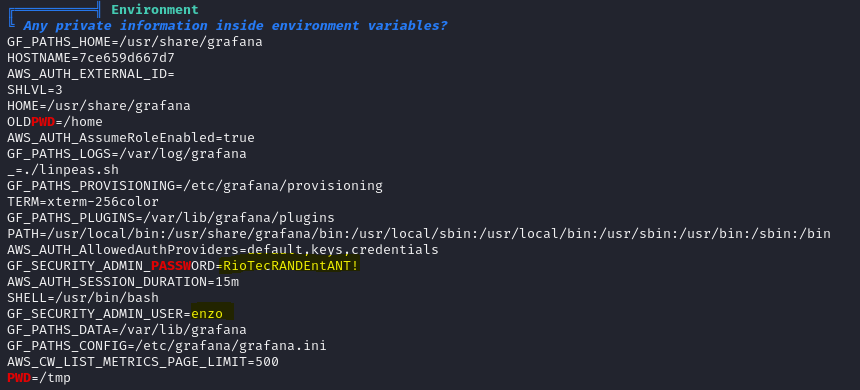 ╔══════════╣ Environment
╚ Any private information inside environment variables?
GF_PATHS_HOME=/usr/share/grafana
HOSTNAME=7ce659d667d7
AWS_AUTH_EXTERNAL_ID=
SHLVL=3
HOME=/usr/share/grafana
OLDPWD=/home
AWS_AUTH_AssumeRoleEnabled=true
GF_PATHS_LOGS=/var/log/grafana
_=./linpeas.sh
GF_PATHS_PROVISIONING=/etc/grafana/provisioning
TERM=xterm-256color
GF_PATHS_PLUGINS=/var/lib/grafana/plugins
PATH=/usr/local/bin:/usr/share/grafana/bin:/usr/local/sbin:/usr/local/bin:/usr/sbin:/usr/bin:/sbin:/bin
AWS_AUTH_AllowedAuthProviders=default,keys,credentials
GF_SECURITY_ADMIN_PASSWORD=RioTecRANDEntANT!
AWS_AUTH_SESSION_DURATION=15m
SHELL=/usr/bin/bash
GF_SECURITY_ADMIN_USER=enzo
GF_PATHS_DATA=/var/lib/grafana
GF_PATHS_CONFIG=/etc/grafana/grafana.ini
AWS_CW_LIST_METRICS_PAGE_LIMIT=500
PWD=/tmp